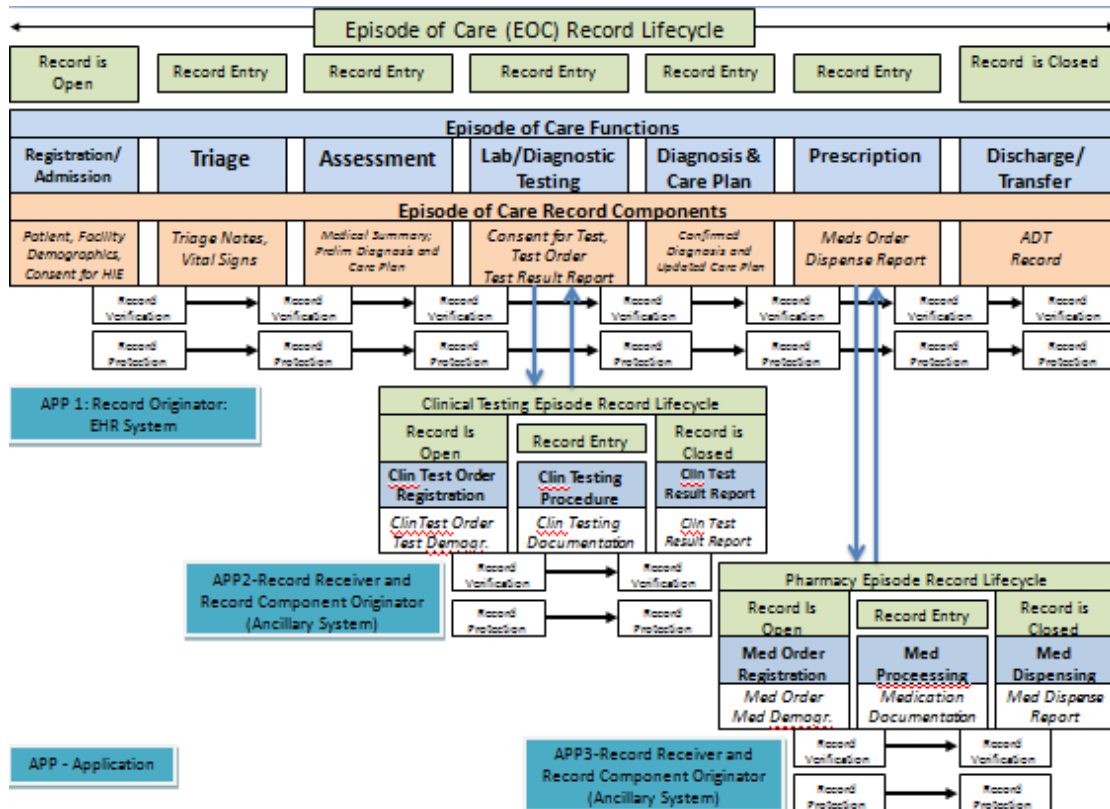 Episode of Care (EOC) Record Lifecycle
Record is
Open
Record Entry
Record Entry
Record Entry
Record Entry
Record Entry
Record is Closed
Episode of Care Functions
Registration/
Admission
Triage
Assessment
Lab/Diagnostic
Testing
Diagnosis &
Care Plan
Prescription
Discharge/
Transfer
Episode of Care Record Components
Patient, Facility
Demographics,
Consent for HIE
Triage Notes,
Vital Signs
Medical Summary;
Prelim Diagnosis and
Care Plan
Consent for Test,
Test Order
Test Result Report
Confirmed
Diagnosis and
Updated Care Plan
Meds Order
Dispense Report
ADT
Record
Record
Verification
Record
Verification
Record
Verification
Record
Verification
Record
Verification
Record
Verification
Record
Verification
Record
Protection
Record
Protection
Record
Protection
Record
Protection
Record
Protection
Record
Protection
Record
Protection
APP 1: Record Originator:
EHR System
Clinical Testing Episode Record Lifecycle
Record Is
Open
Record Entry
Record is
Closed
Clin Test Order
Registration
Clin Testing
Procedure
Clin Test
Result Report
ClinTest Order
Test Demogr.
Clin Testing
Documentation
Clin Test
Result Report
Record
Verification
Record
Verification
Record
Protection
Record
Protection
APP2-Record Receiver and
Record Component Originator
(Ancillary System)
Pharmacy Episode Record Lifecycle
Record Is
Open
Record Entry
Record is
Closed
Med Order
Registration
Med
Proceessing
Med
Dispensing
Med Order
Med Demogr.
Medication
Documentation
Med Dispense
Report
Record
Verification
Record
Verification
Record
Protection
Record
Protection
APP3-Record Receiver and
Record Component Originator
(Ancillary System)
APP - Application